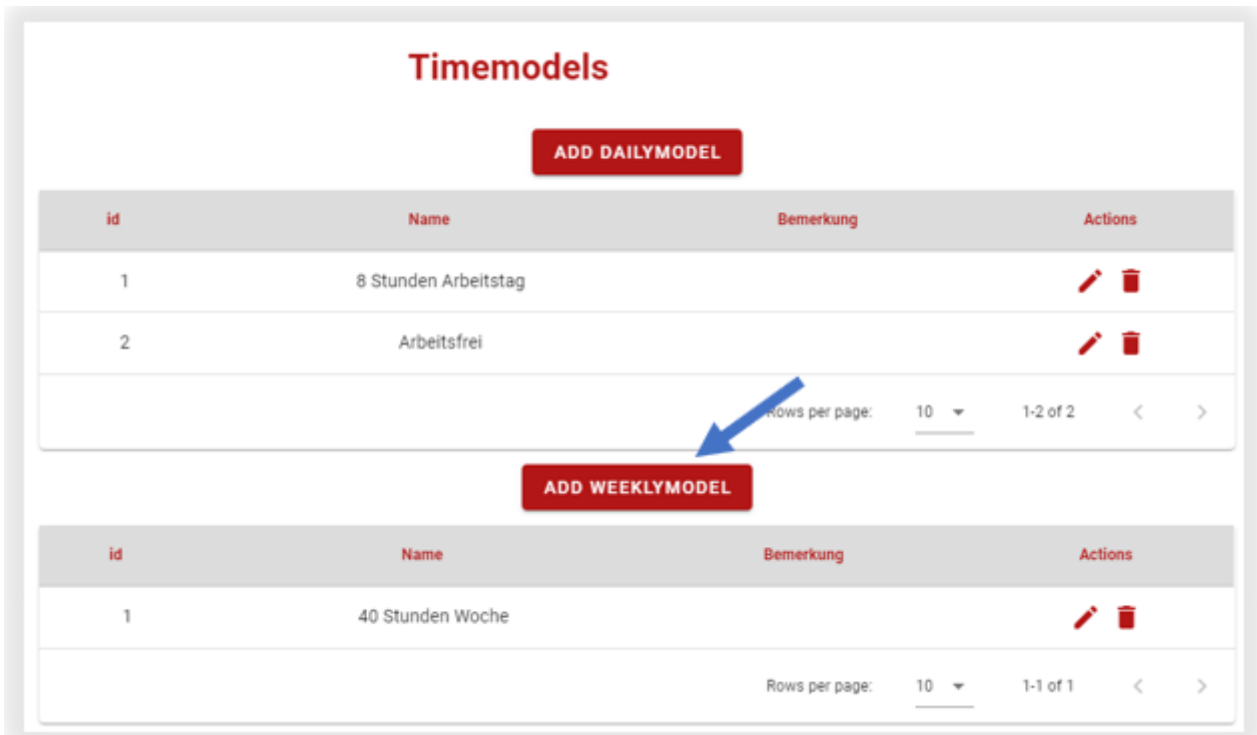 Timemodels
ADD DAILYMODEL
id Name Bemerkung Actions
1 8 Stunden Arbeitstag
2 Arbeitsfrei
Rows per page: 10 1-2 of 2
ADD WEEKLYMODEL
id Name Bemerkung Actions
1 40 Stunden Woche
Rows per page: 10 1-1 of 1